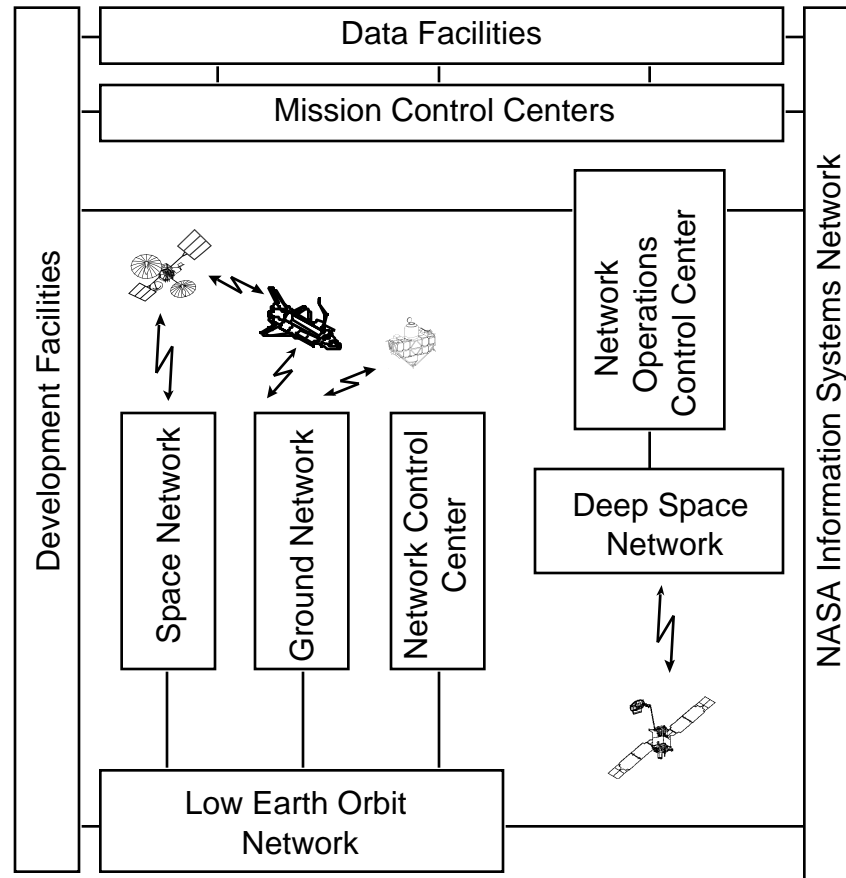 Data Facilities
Mission Control Centers
Development Facilities
NASA Information Systems Network
Network
Operations
Control Center
Space Network
Ground Network
Network Control
Center
Deep Space
Network
Low Earth Orbit
Network